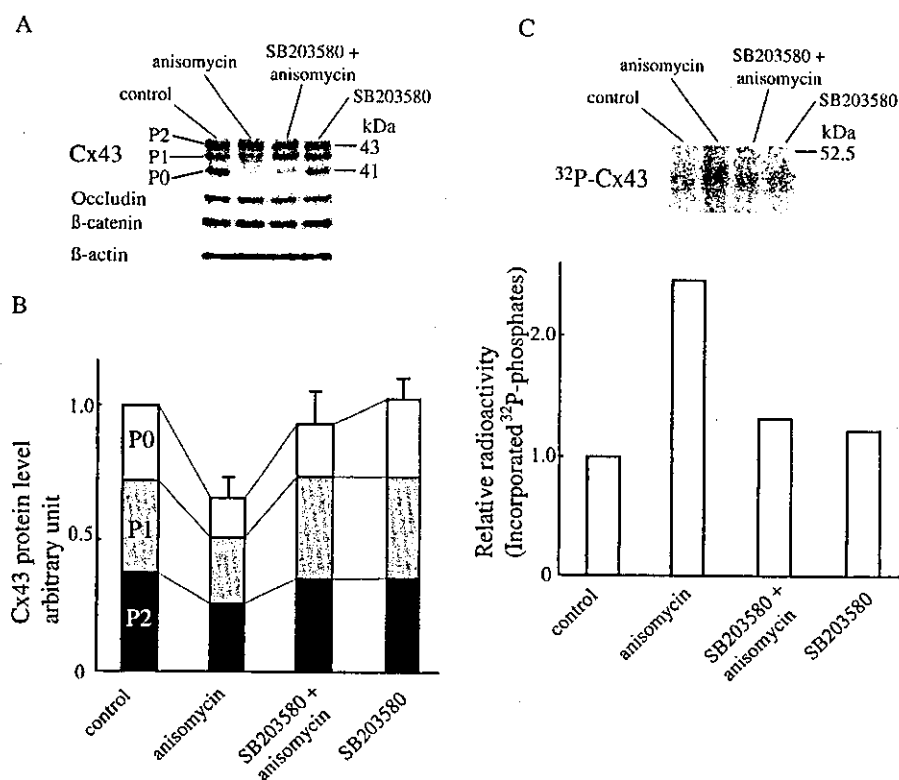 A
control
anisomycin
SB203580 +
anisomycin
SB203580
kDa
Cx43
P2
P1
P0
43
41
Occludin
ß-catenin
ß-actin
B
Cx43 protein level
arbitrary unit
1.0
0.5
0
P0
P1
P2
control
anisomycin
SB203580 +
anisomycin
SB203580
C
control
anisomycin
SB203580 +
anisomycin
SB203580
kDa
52.5
³²P-Cx43
Relative radioactivity
(Incorporated ³²P-phosphates)
2.0
1.0
0
control
anisomycin
SB203580 +
anisomycin
SB203580